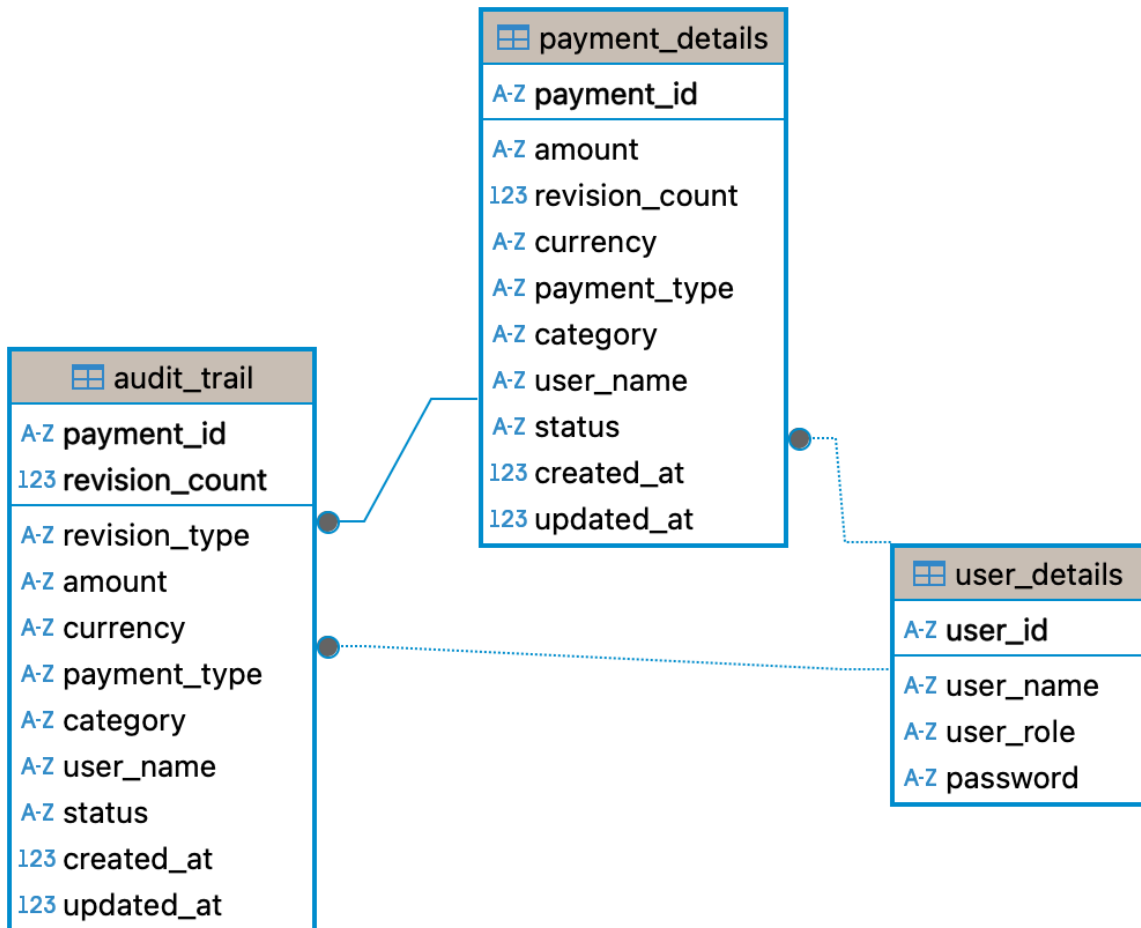 payment_details
A-Z payment_id
A-Z amount
123 revision_count
A-Z currency
A-Z payment_type
A-Z category
A-Z user_name
A-Z status
123 created_at
123 updated_at
audit_trail
A-Z payment_id
123 revision_count
A-Z revision_type
A-Z amount
A-Z currency
A-Z payment_type
A-Z category
A-Z user_name
A-Z status
123 created_at
123 updated_at
user_details
A-Z user_id
A-Z user_name
A-Z user_role
A-Z password